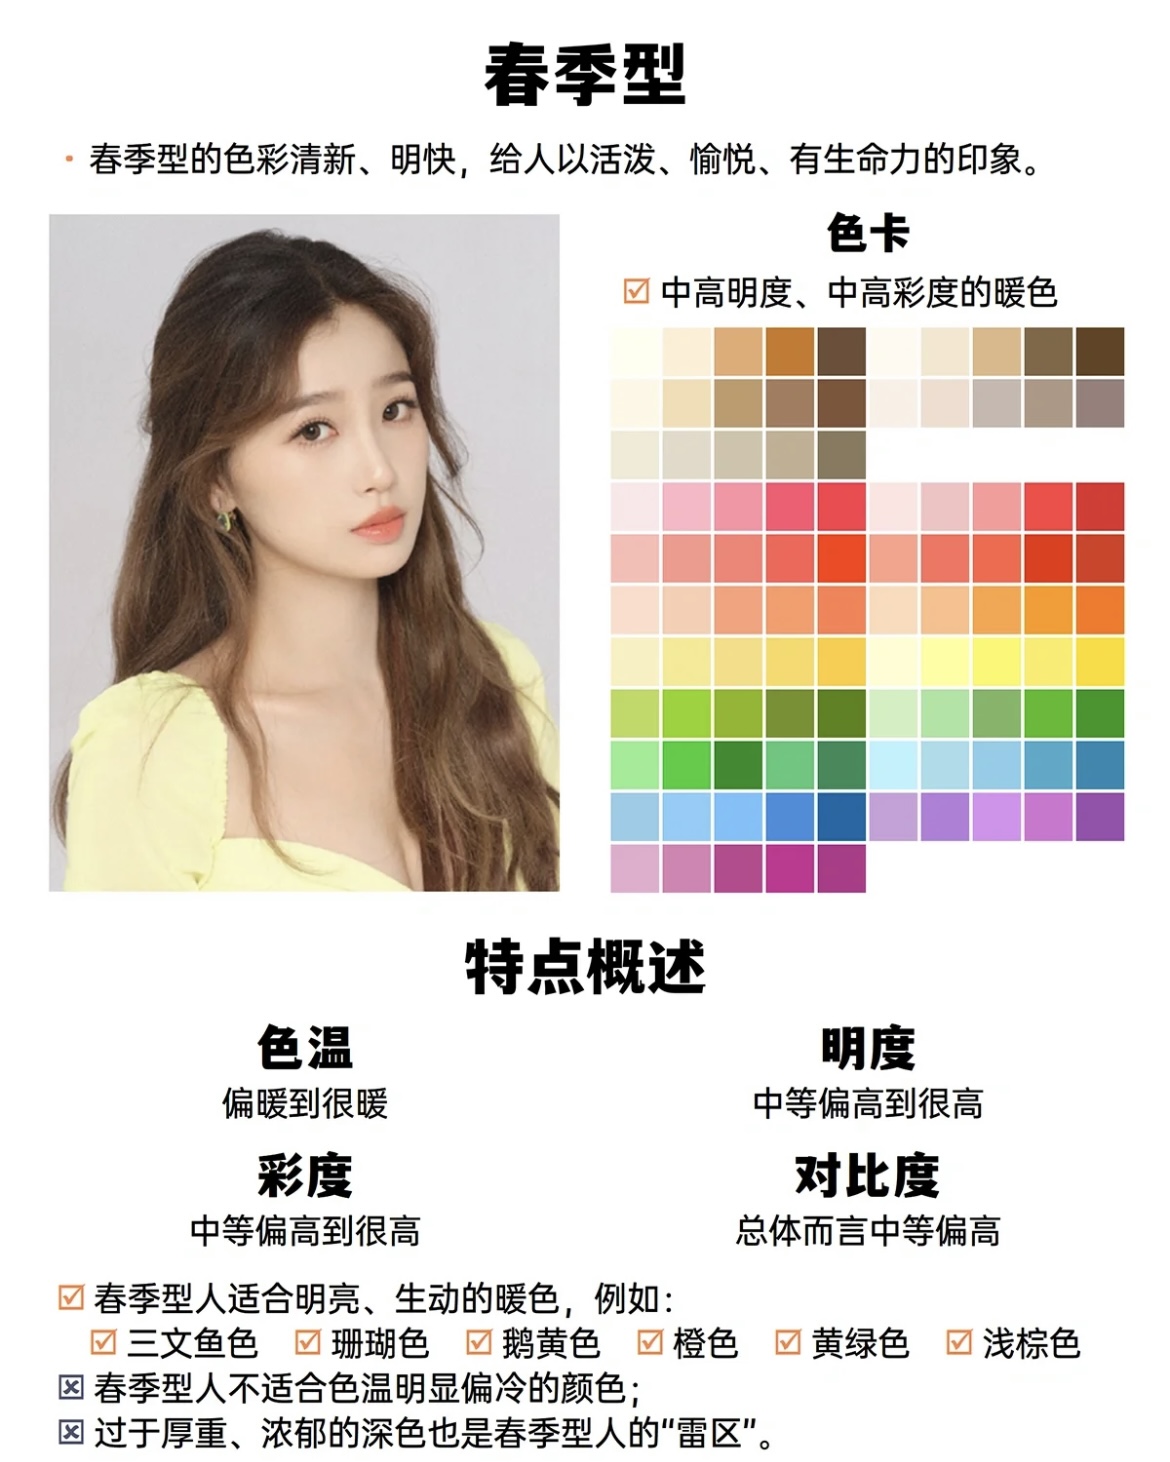 春季型
· 春季型的色彩清新、明快，给人以活泼、愉悦、有生命力的印象。
色卡
☑ 中高明度、中高彩度的暖色
特点概述
色温
偏暖到很暖
明度
中等偏高到很高
彩度
中等偏高到很高
对比度
总体而言中等偏高
☑ 春季型人适合明亮、生动的暖色，例如：
☑ 三文鱼色 ☑ 珊瑚色 ☑ 鹅黄色 ☑ 橙色 ☑ 黄绿色 ☑ 浅棕色
☒ 春季型人不适合色温明显偏冷的颜色；
☒ 过于厚重、浓郁的深色也是春季型人的“雷区”。